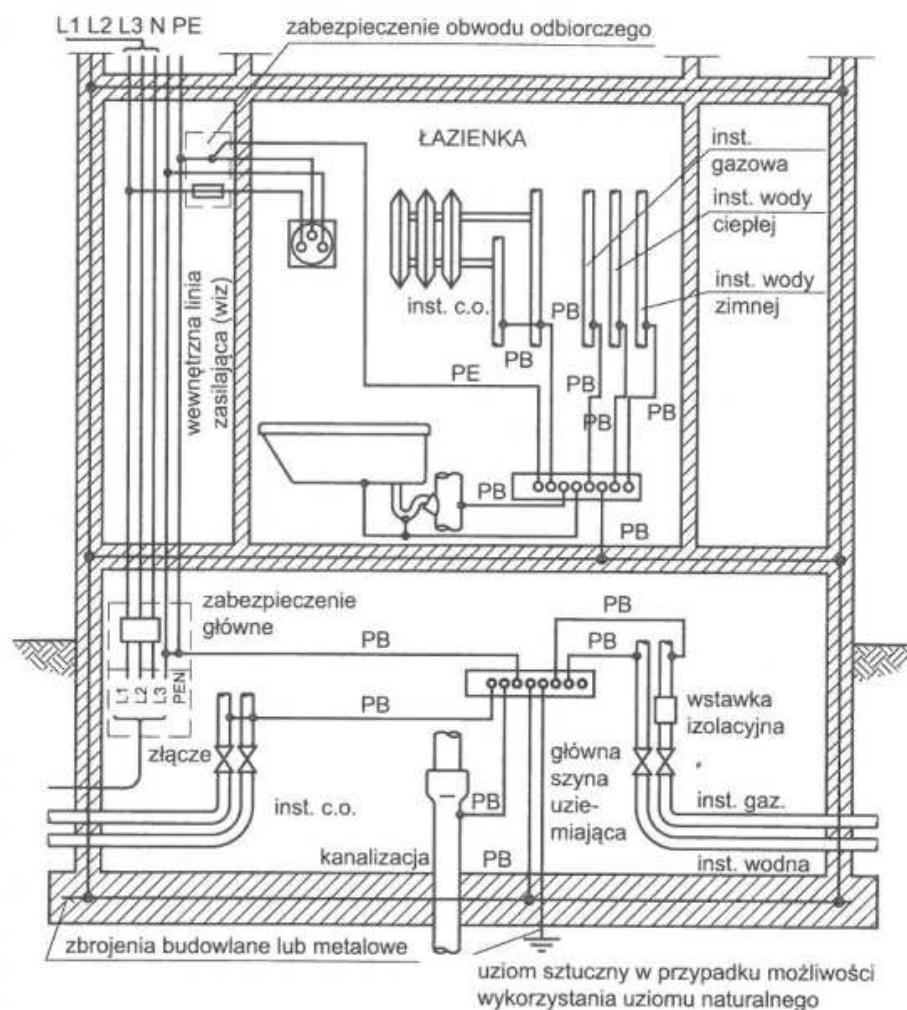 L1 L2 L3 N PE
zabezpieczenie obwodu odbiorczego
ŁAZIENKA
inst.
gazowa
inst. wody
ciepłej
inst. wody
zimnej
inst. c.o.
PB
PB
PE
PB
PB
wewnętrzna linia
zasilająca (wiz)
PB
PB
zabezpieczenie
główne
PB
PB
PB
L1
L2
L3
PEN
PB
wstawka
izolacyjna
złącze
główna
szyna
uzie-
miająca
inst. c.o.
PB
inst. gaz.
kanalizacja
PB
inst. wodna
zbrojenia budowlane lub metalowe
uziom sztuczny w przypadku możliwości
wykorzystania uziomu naturalnego